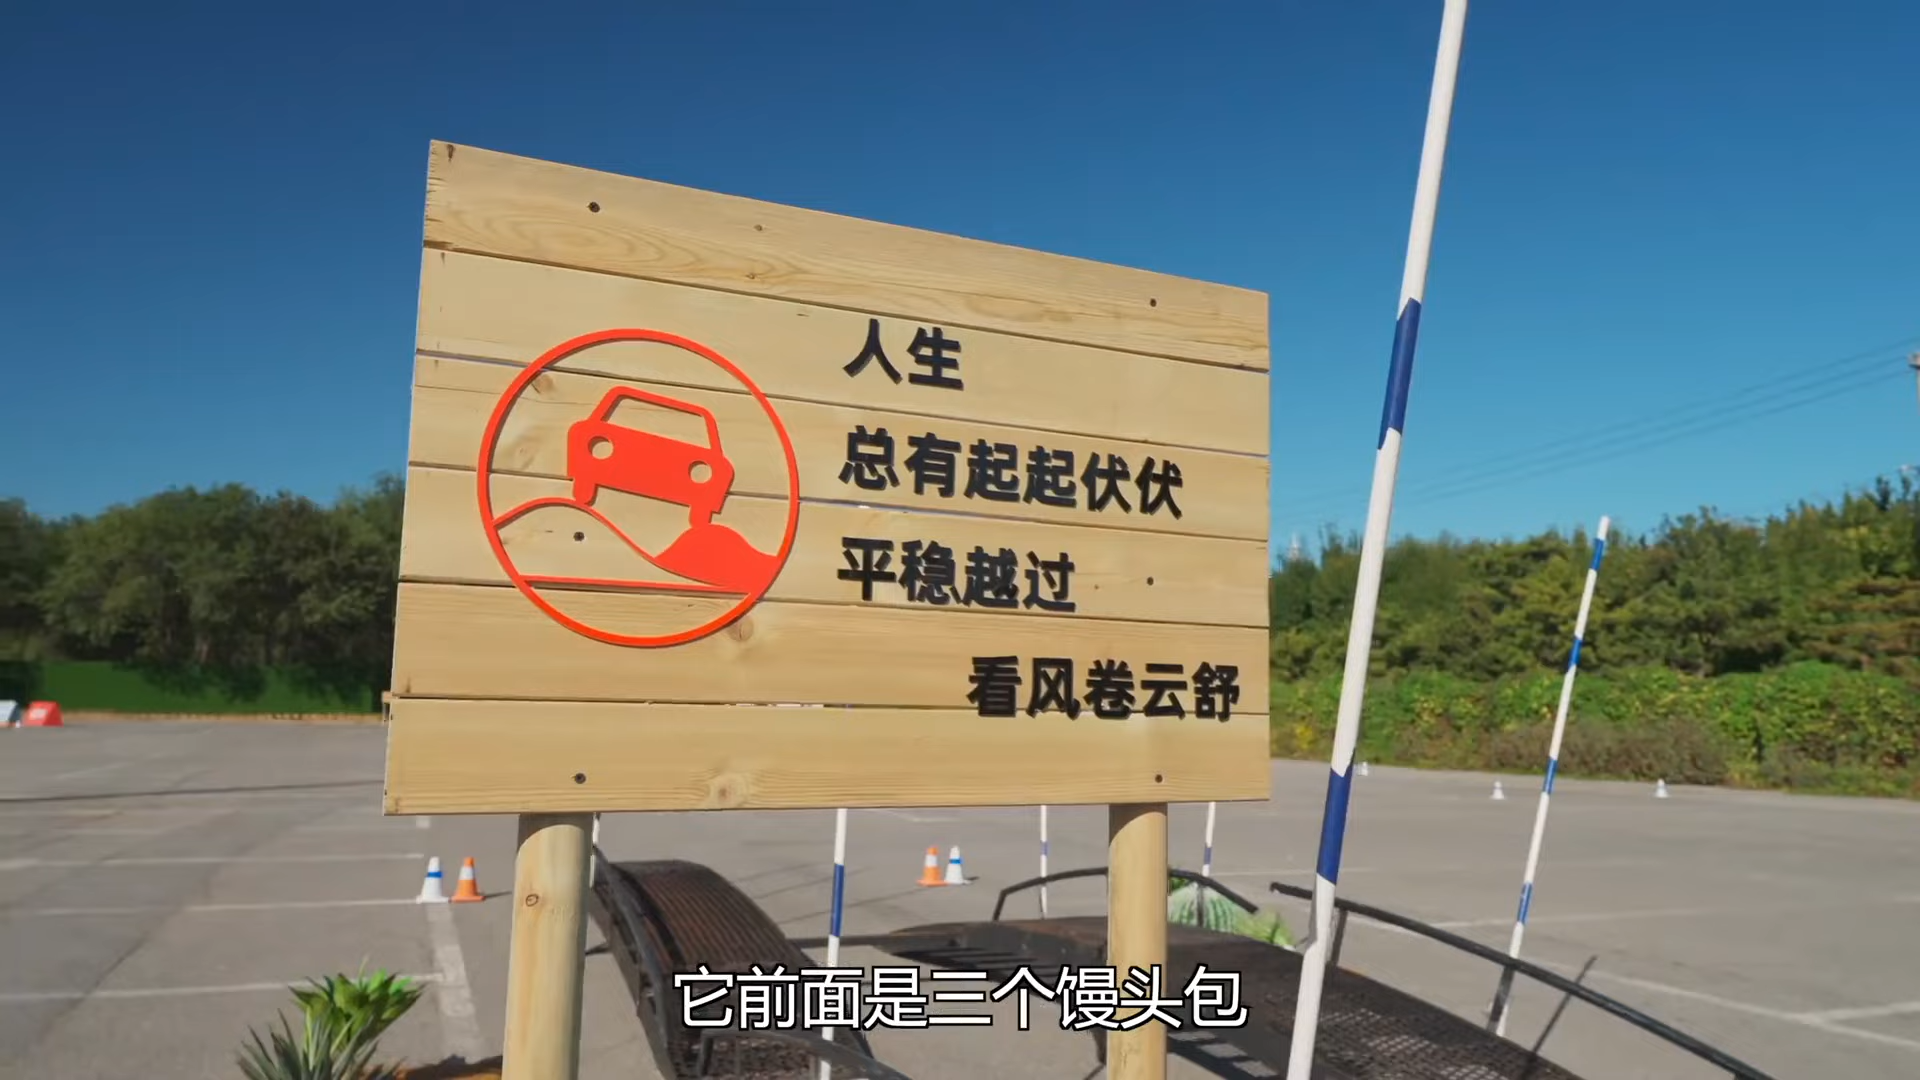 人生
总有起起伏伏
平稳越过
看风卷云舒
它前面是三个馒头包